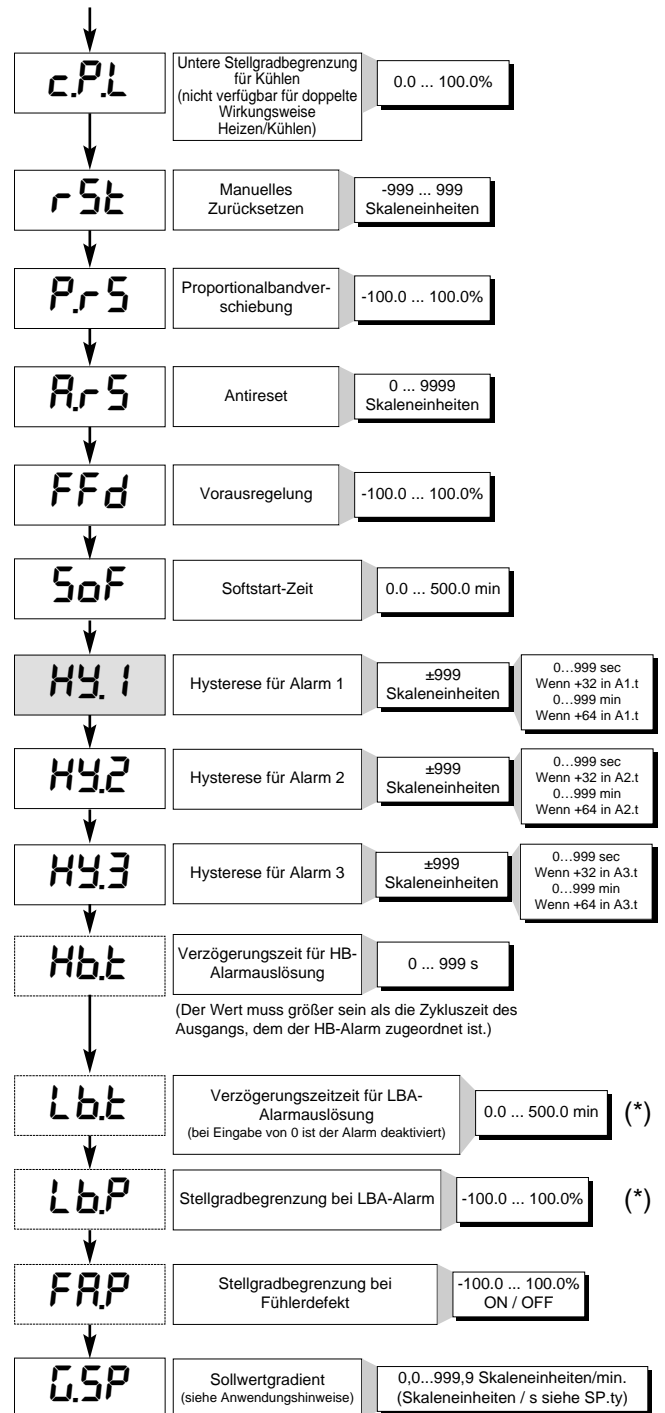 c.P.L
Untere Stellgradbegrenzung
für Kühlen
(nicht verfügbar für doppelte
Wirkungsweise
Heizen/Kühlen)
0.0 ... 100.0%
rSt
Manuelles
Zurücksetzen
-999 ... 999
Skaleneinheiten
P.rS
Proportionalbandver-
schiebung
-100.0 ... 100.0%
A.rS
Antireset
0 ... 9999
Skaleneinheiten
FFd
Vorausregelung
-100.0 ... 100.0%
SoF
Softstart-Zeit
0.0 ... 500.0 min
HY.1
Hysterese für Alarm 1
±999
Skaleneinheiten
0…999 sec
Wenn +32 in A1.t
0…999 min
Wenn +64 in A1.t
HY.2
Hysterese für Alarm 2
±999
Skaleneinheiten
0…999 sec
Wenn +32 in A2.t
0…999 min
Wenn +64 in A2.t
HY.3
Hysterese für Alarm 3
±999
Skaleneinheiten
0…999 sec
Wenn +32 in A3.t
0…999 min
Wenn +64 in A3.t
Hb.t
Verzögerungszeit für HB-
Alarmauslösung
0 ... 999 s
(Der Wert muss größer sein als die Zykluszeit des
Ausgangs, dem der HB-Alarm zugeordnet ist.)
Lb.t
Verzögerungszeitzeit für LBA-
Alarmauslösung
(bei Eingabe von 0 ist der Alarm deaktiviert)
0.0 ... 500.0 min
(*)
Lb.P
Stellgradbegrenzung bei LBA-Alarm
-100.0 ... 100.0%
(*)
FA.P
Stellgradbegrenzung bei
Fühlerdefekt
-100.0 ... 100.0%
ON / OFF
G.SP
Sollwertgradient
(siehe Anwendungshinweise)
0,0...999,9 Skaleneinheiten/min.
(Skaleneinheiten / s siehe SP.ty)